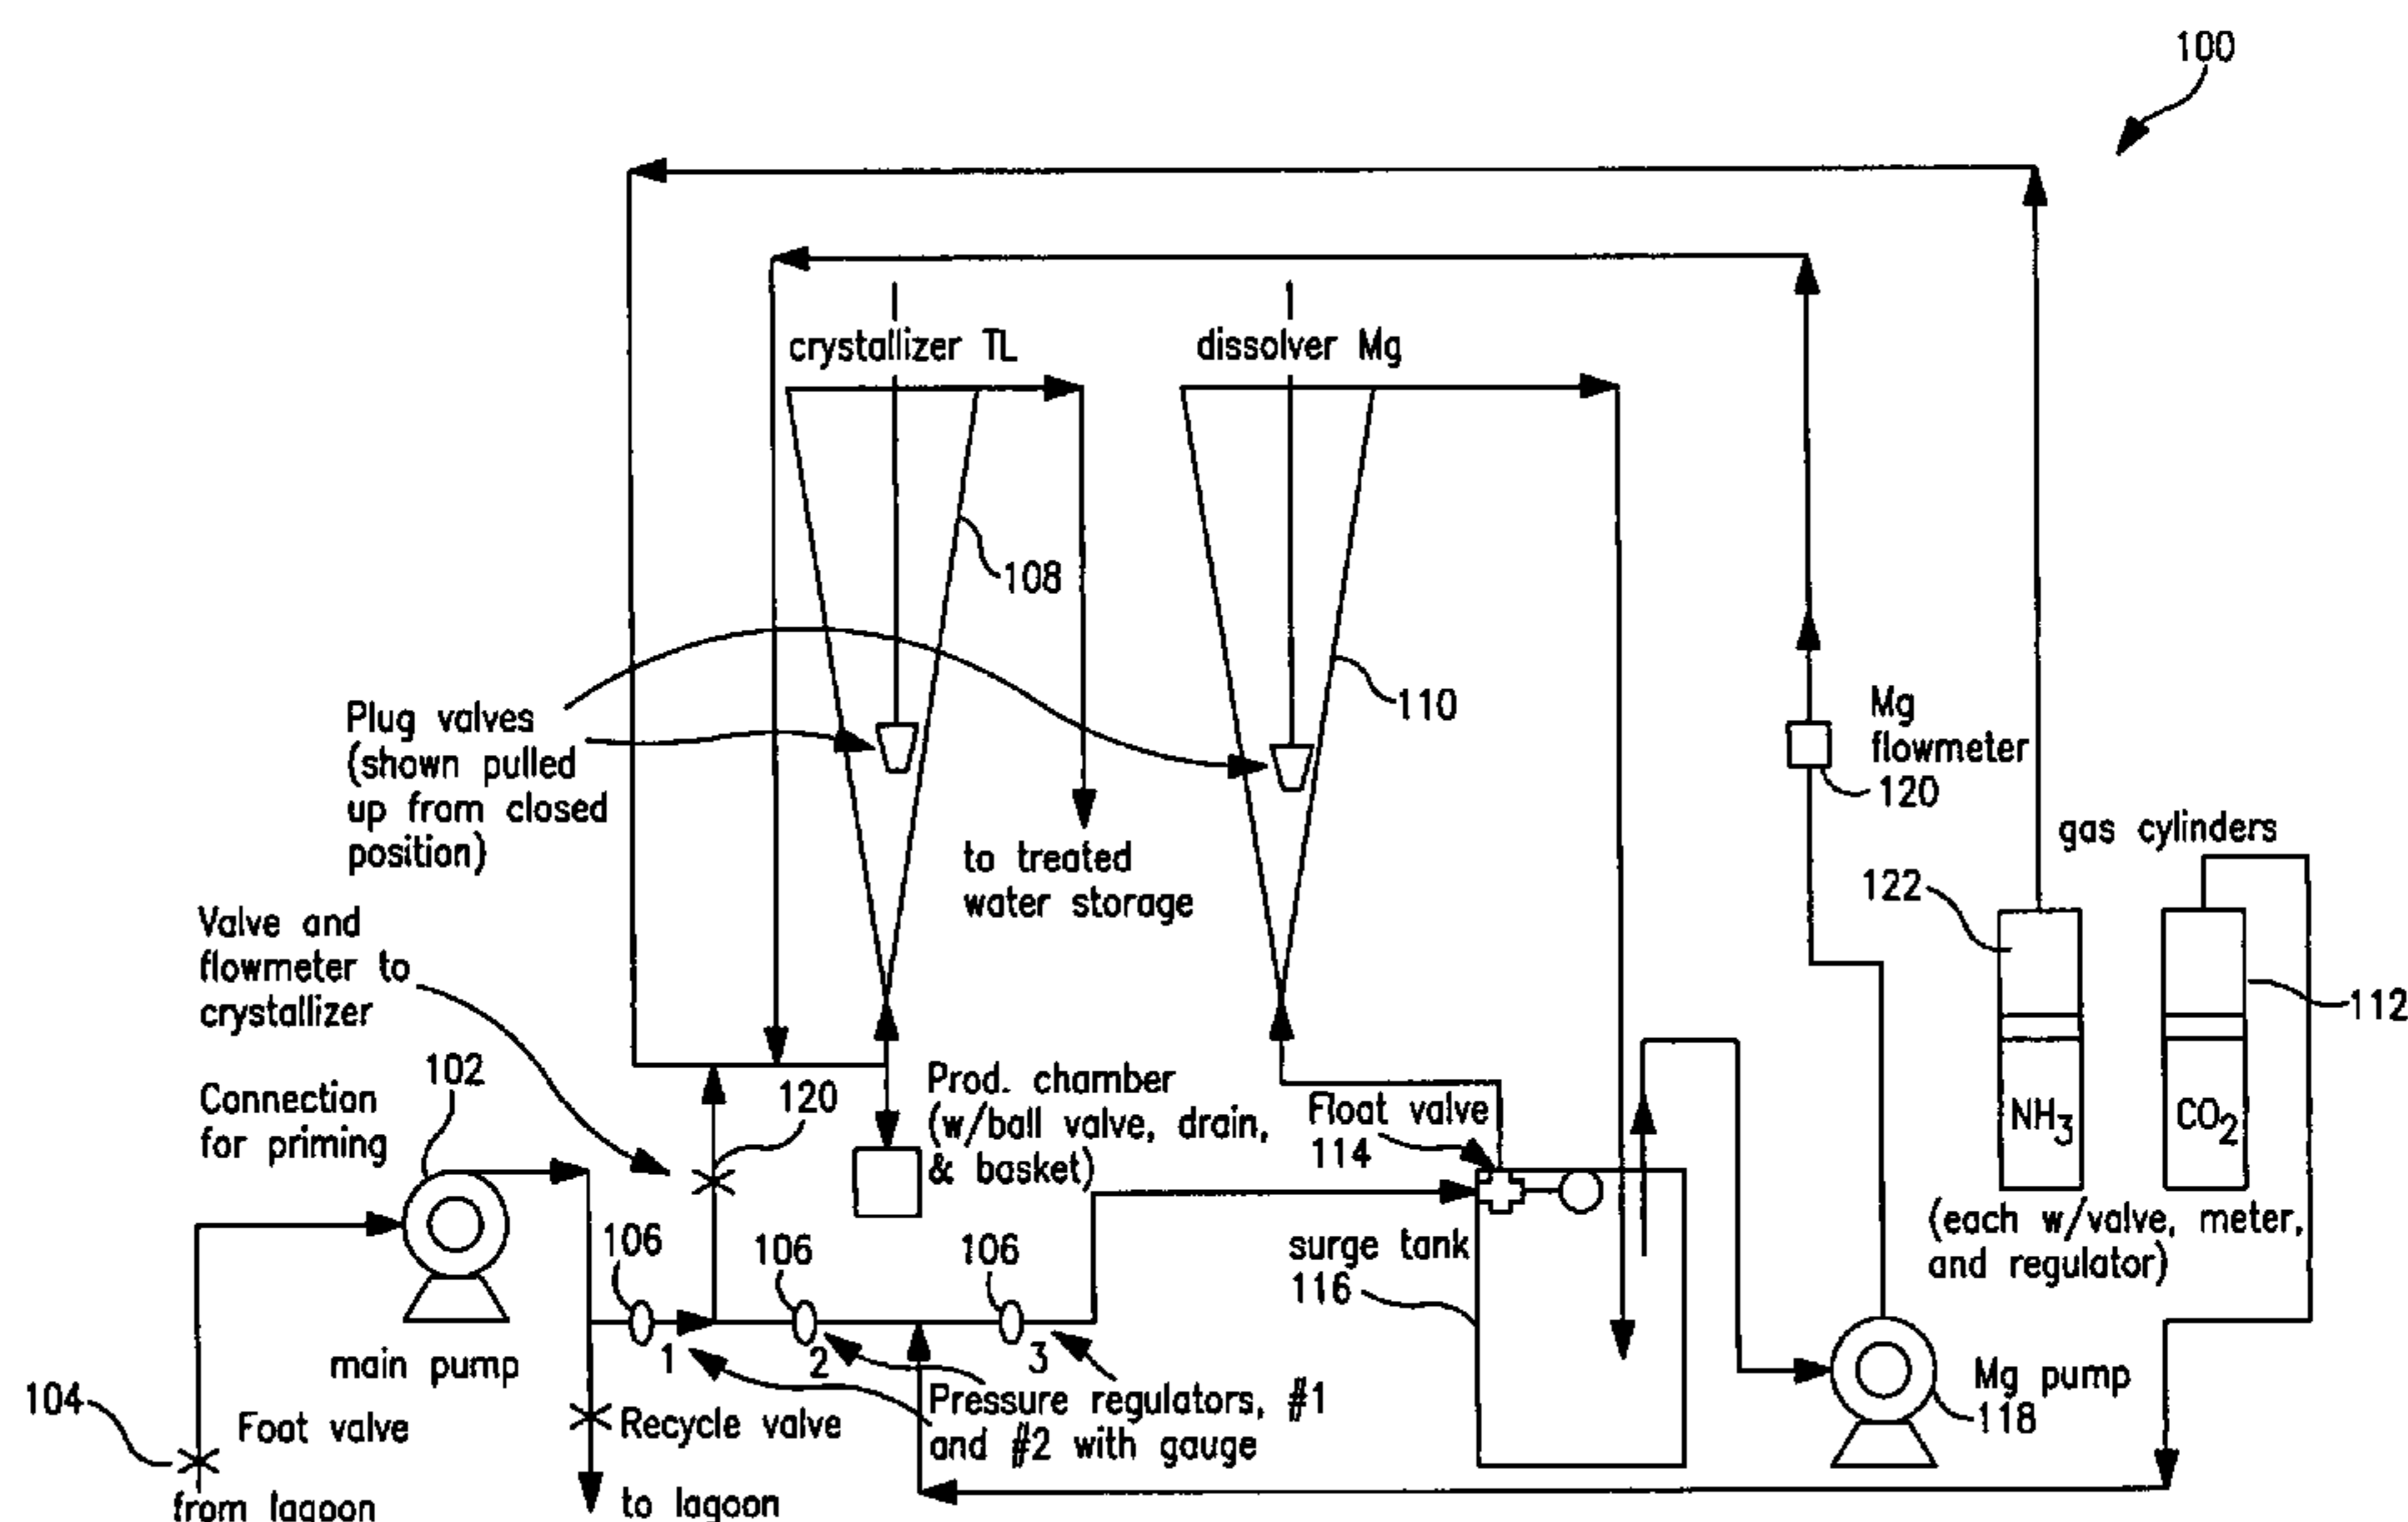 100
crystallizer TL
dissolver Mg
108
110
Plug valves
(shown pulled
up from closed
position)
Mg
flowmeter
120
gas cylinders
to treated
water storage
122
112
Valve and
flowmeter to
crystallizer
102
Connection
for priming
120
Prod. chamber
(w/ball valve, drain,
& basket)
Float valve
114
NH3
CO2
(each w/valve, meter,
and regulator)
106
106
106
surge tank
116
1
2
3
main pump
Pressure regulators, #1
and #2 with gauge
Mg pump
118
104
Foot valve
Recycle valve
from lagoon
to lagoon